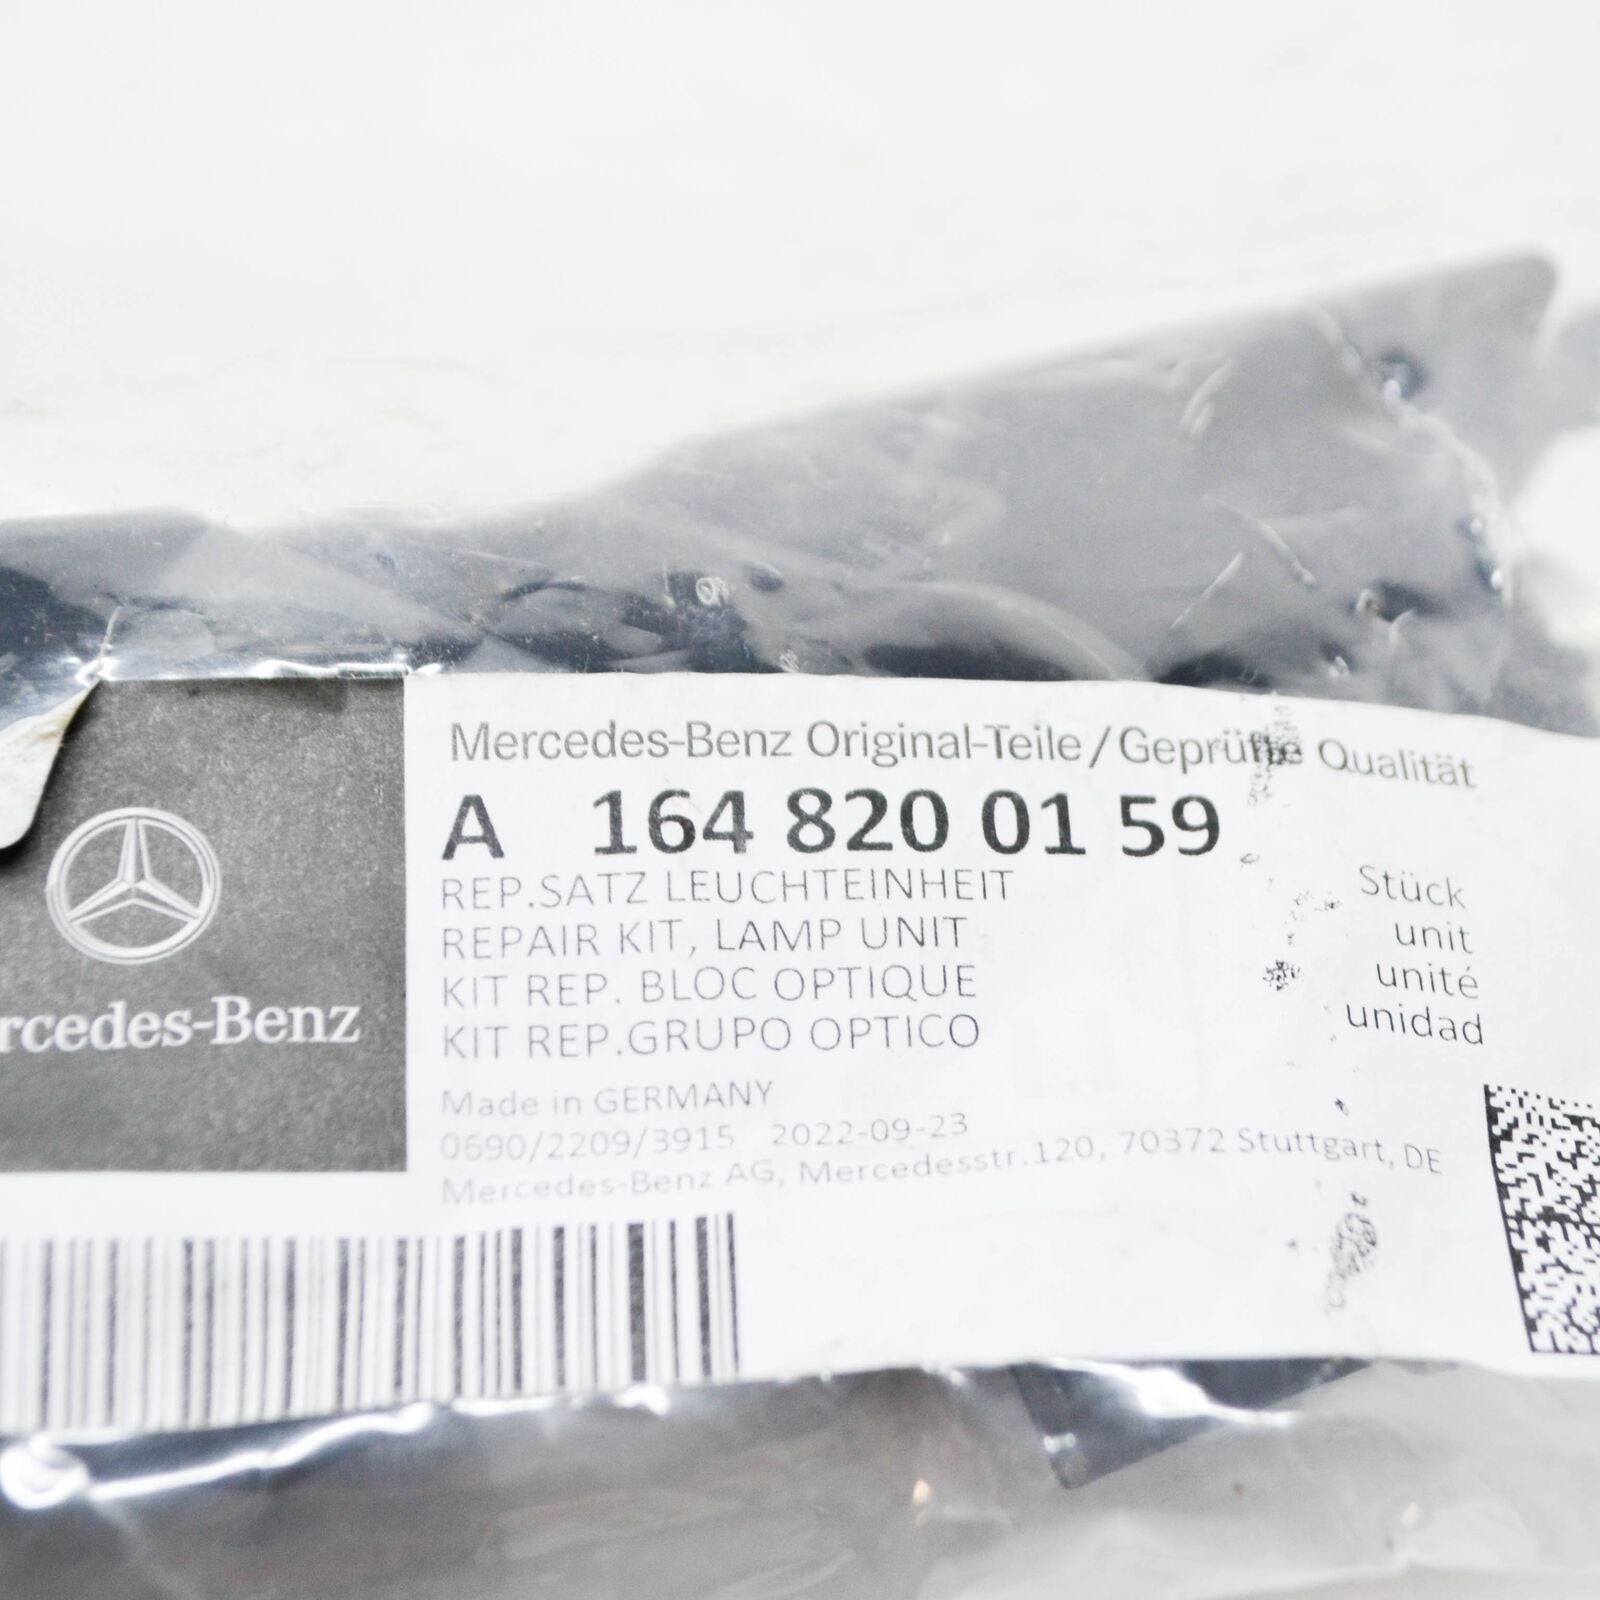 Mercedes-Benz Original-Teile/Geprüfte Qualität
A 164 820 01 59
REP.SATZ LEUCHTEINHEIT
REPAIR KIT, LAMP UNIT
KIT REP. BLOC OPTIQUE
KIT REP.GRUPO OPTICO
Stück
unit
unité
unidad
Made in GERMANY
0690/2209/3915 2022-09-23
Mercedes-Benz AG, Mercedesstr.120, 70372 Stuttgart, DE
rcedes-Benz